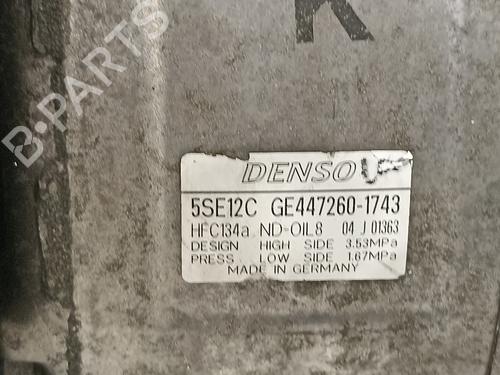 K
B-PARTS
DENSO
5SE12C GE447260-1743
HFC134a ND-OIL8 04 J 01363
DESIGN HIGH SIDE 3.53MPa
PRESS LOW SIDE 1.67MPa
MADE IN GERMANY